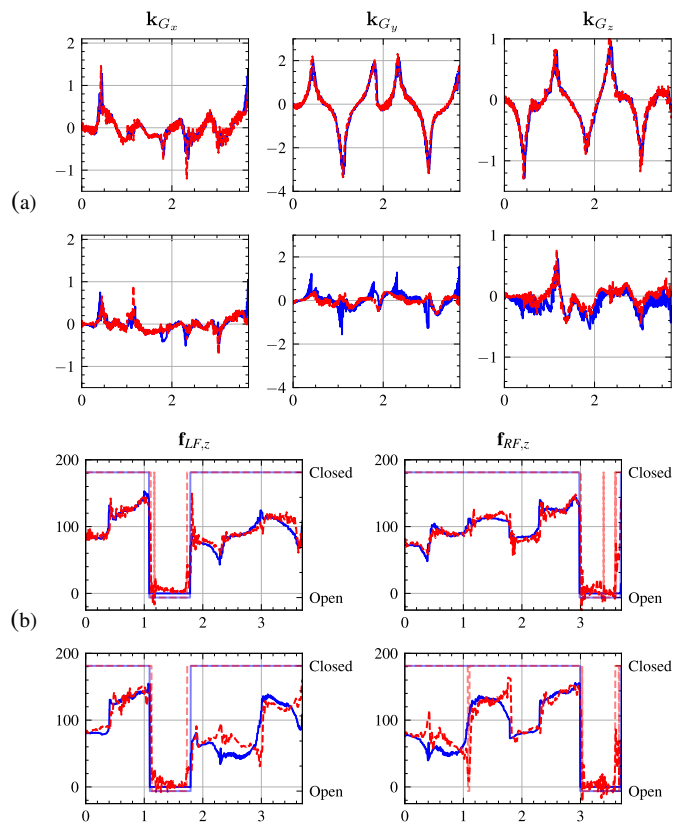 k_{G_x} k_{G_y} k_{G_z}
2 2 1
1 0 0
0 −2 −1
−1 −4
0 2 0 2 0 2
(a)
2 2 1
1 0 0
0 −2 −1
−1 −4
0 2 0 2 0 2
f_{LF,z} f_{RF,z}
200 Closed 200 Closed
100 100
0 Open 0 Open
0 1 2 3 0 1 2 3
(b)
200 Closed 200 Closed
100 100
0 Open 0 Open
0 1 2 3 0 1 2 3